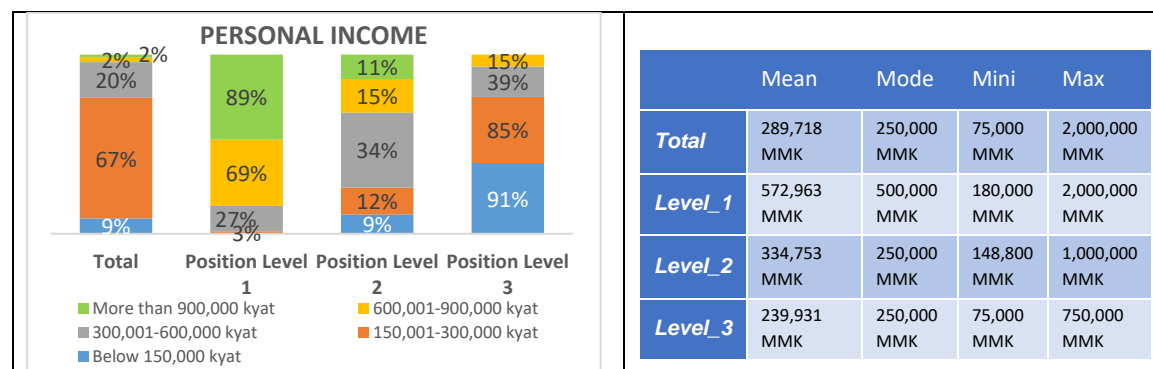 PERSONAL INCOME
2%
2%
20%
67%
9%
89%
69%
27%
3%
11%
15%
34%
12%
9%
15%
39%
85%
91%
Total
Position Level
1
Position Level
2
Position Level
3
More than 900,000 kyat
600,001-900,000 kyat
300,001-600,000 kyat
150,001-300,000 kyat
Below 150,000 kyat
Mean Mode Mini Max
Total 289,718 MMK 250,000 MMK 75,000 MMK 2,000,000 MMK
Level_1 572,963 MMK 500,000 MMK 180,000 MMK 2,000,000 MMK
Level_2 334,753 MMK 250,000 MMK 148,800 MMK 1,000,000 MMK
Level_3 239,931 MMK 250,000 MMK 75,000 MMK 750,000 MMK